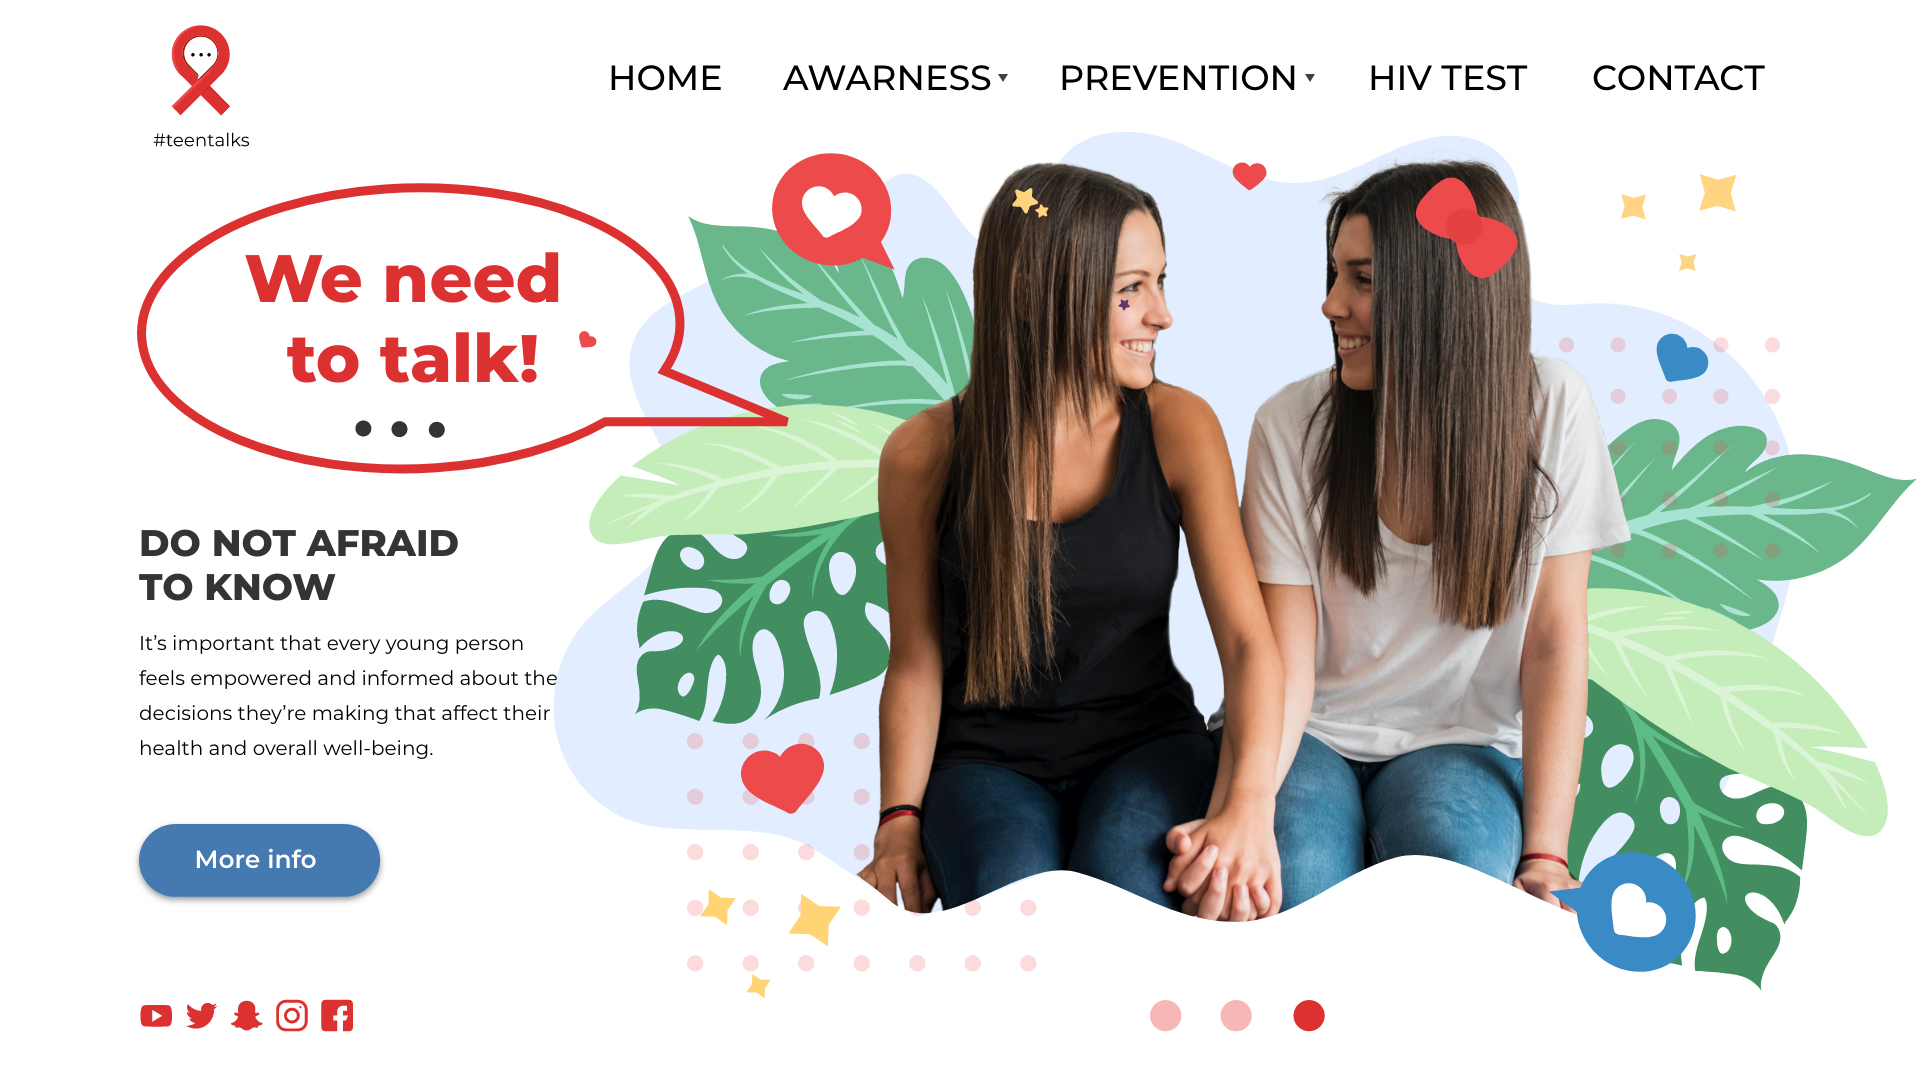 #teentalks
HOME
AWARNESS
PREVENTION
HIV TEST
CONTACT
We need
to talk!
DO NOT AFRAID
TO KNOW
It’s important that every young person
feels empowered and informed about the
decisions they’re making that affect their
health and overall well-being.
More info